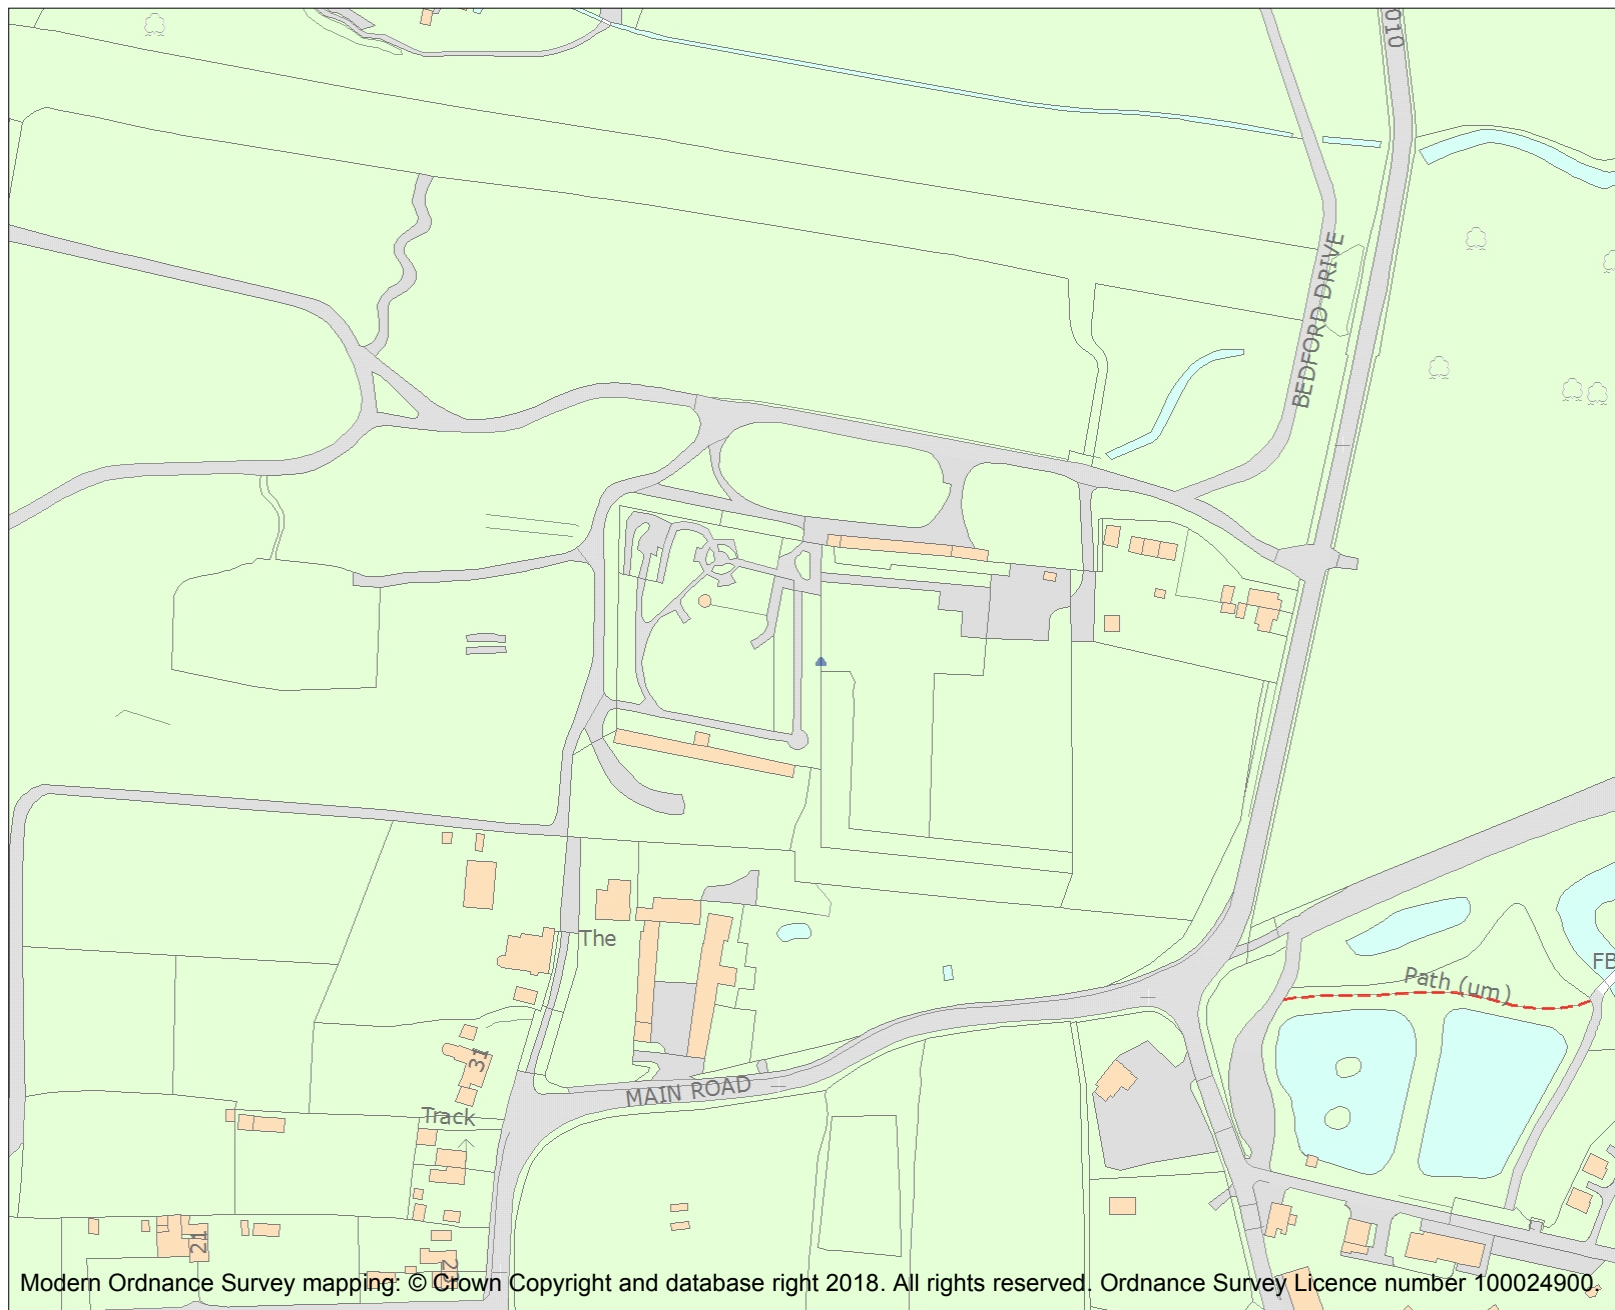 010
BEDFORD DRIVE
The
Path (um)
FB
31
MAIN ROAD
Track
21
Modern Ordnance Survey mapping: © Crown Copyright and database right 2018. All rights reserved. Ordnance Survey Licence number 100024900.